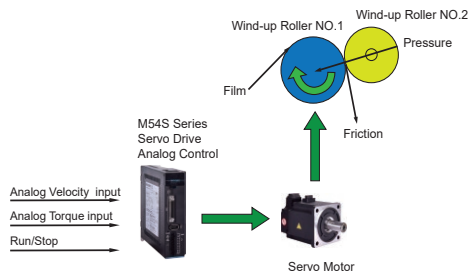 Wind-up Roller NO.1
Wind-up Roller NO.2
Pressure
Film
Friction
M54S Series
Servo Drive
Analog Control
Analog Velocity input
Analog Torque input
Run/Stop
Servo Motor